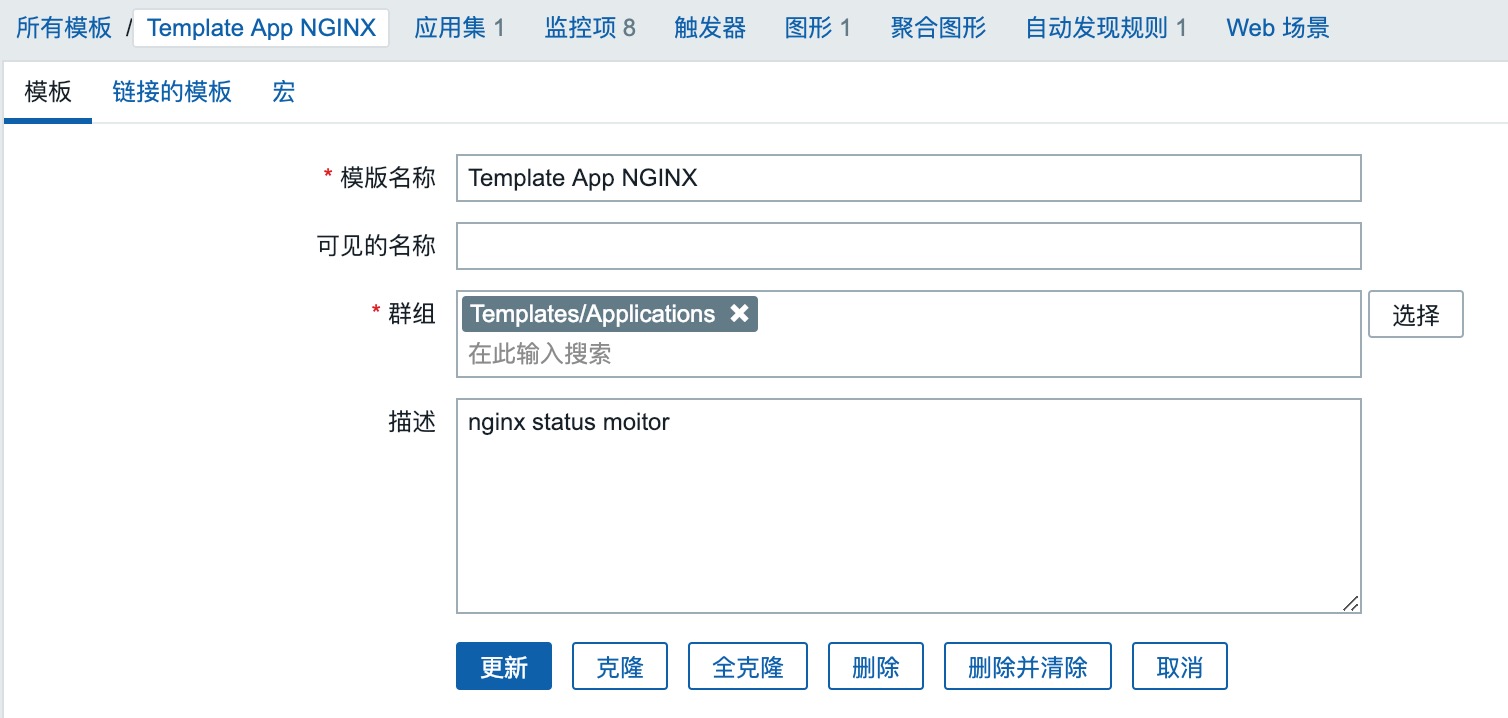 所有模板 / Template App NGINX 应用集 1 监控项 8 触发器 图形 1 聚合图形 自动发现规则 1 Web 场景
模板 链接的模板 宏
* 模版名称 Template App NGINX
可见的名称
* 群组 Templates/Applications ✖ 选择
在此输入搜索
描述 nginx status moitor
更新 克隆 全克隆 删除 删除并清除 取消